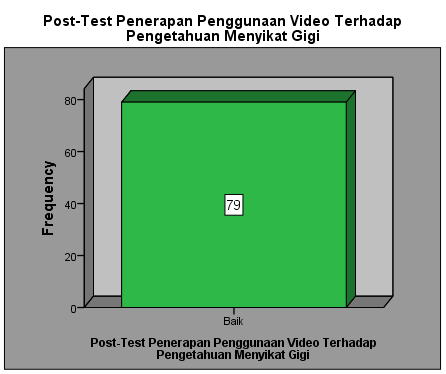 Post-Test Penerapan Penggunaan Video Terhadap
Pengetahuan Menyikat Gigi
Frequency
80
60
40
20
0
79
Baik
Post-Test Penerapan Penggunaan Video Terhadap
Pengetahuan Menyikat Gigi